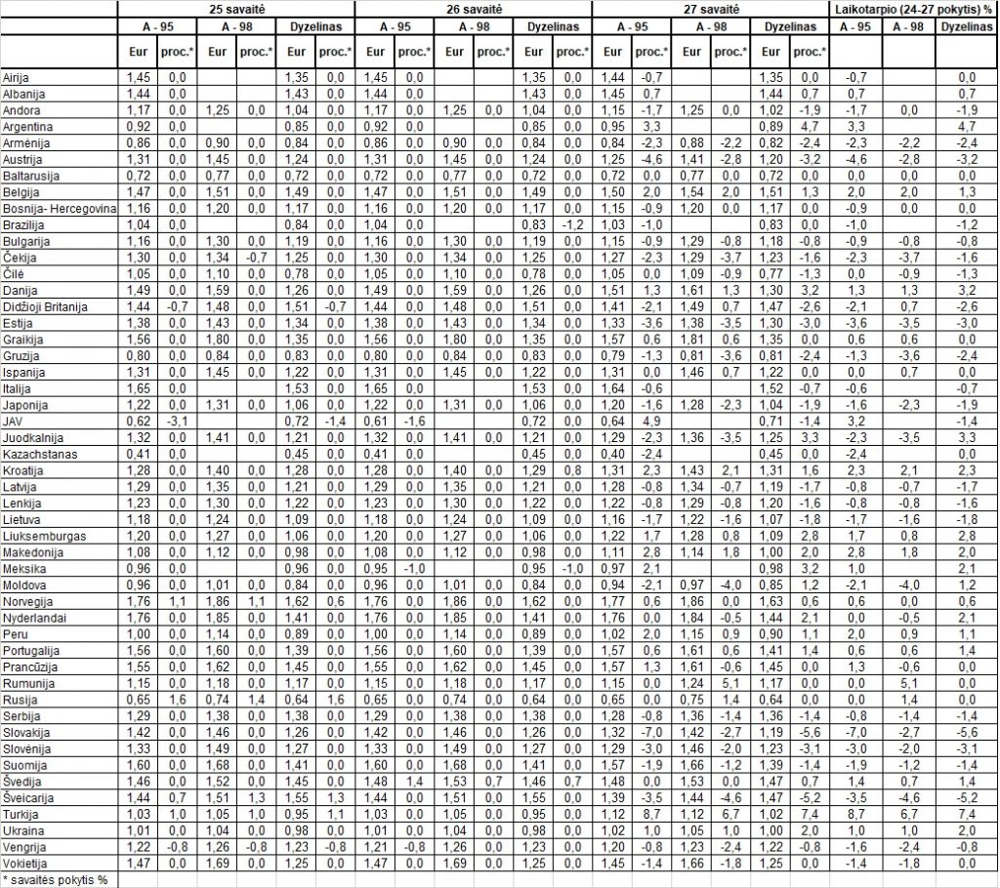 25 savaitė 26 savaitė 27 savaitė Laikotarpio (24-27 pokytis) %
A - 95 A - 98 Dyzelinas A - 95 A - 98 Dyzelinas A - 95 A - 98 Dyzelinas A - 95 A - 98 Dyzelinas
Eur proc.* Eur proc.* Eur proc.* Eur proc.* Eur proc.* Eur proc.* Eur proc.* Eur proc.* Eur proc.*
Airija 1,45 0,0 1,35 0,0 1,45 0,0 1,35 0,0 1,44 -0,7 1,35 0,0 -0,7 0,0
Albanija 1,44 0,0 1,43 0,0 1,44 0,0 1,43 0,0 1,45 0,7 1,44 0,7 0,7 0,7
Andora 1,17 0,0 1,25 0,0 1,04 0,0 1,17 0,0 1,25 0,0 1,04 0,0 1,15 -1,7 1,25 0,0 1,02 -1,9 -1,7 0,0 -1,9
Argentina 0,92 0,0 0,85 0,0 0,92 0,0 0,85 0,0 0,95 3,3 0,89 4,7 3,3 4,7
Armėnija 0,86 0,0 0,90 0,0 0,84 0,0 0,86 0,0 0,90 0,0 0,84 0,0 0,84 -2,3 0,88 -2,2 0,82 -2,4 -2,3 -2,2 -2,4
Austrija 1,31 0,0 1,45 0,0 1,24 0,0 1,31 0,0 1,45 0,0 1,24 0,0 1,25 -4,6 1,41 -2,8 1,20 -3,2 -4,6 -2,8 -3,2
Baltarusija 0,72 0,0 0,77 0,0 0,72 0,0 0,72 0,0 0,77 0,0 0,72 0,0 0,72 0,0 0,77 0,0 0,72 0,0 0,0 0,0 0,0
Belgija 1,47 0,0 1,51 0,0 1,49 0,0 1,47 0,0 1,51 0,0 1,49 0,0 1,50 2,0 1,54 2,0 1,51 1,3 2,0 2,0 1,3
Bosnija- Hercegovina 1,16 0,0 1,20 0,0 1,17 0,0 1,16 0,0 1,20 0,0 1,17 0,0 1,15 -0,9 1,20 0,0 1,17 0,0 -0,9 0,0 0,0
Brazilija 1,04 0,0 0,84 0,0 1,04 0,0 0,83 -1,2 1,03 -1,0 0,83 0,0 -1,0 -1,2
Bulgarija 1,16 0,0 1,30 0,0 1,19 0,0 1,16 0,0 1,30 0,0 1,19 0,0 1,15 -0,9 1,29 -0,8 1,18 -0,8 -0,9 -0,8 -0,8
Čekija 1,30 0,0 1,34 -0,7 1,25 0,0 1,30 0,0 1,34 0,0 1,25 0,0 1,27 -2,3 1,29 -3,7 1,23 -1,6 -2,3 -3,7 -1,6
Čilė 1,05 0,0 1,10 0,0 0,78 0,0 1,05 0,0 1,10 0,0 0,78 0,0 1,05 0,0 1,09 -0,9 0,77 -1,3 0,0 -0,9 -1,3
Danija 1,49 0,0 1,59 0,0 1,26 0,0 1,49 0,0 1,59 0,0 1,26 0,0 1,51 1,3 1,61 1,3 1,30 3,2 1,3 1,3 3,2
Didžioji Britanija 1,44 -0,7 1,48 0,0 1,51 -0,7 1,44 0,0 1,48 0,0 1,51 0,0 1,41 -2,1 1,49 0,7 1,47 -2,6 -2,1 0,7 -2,6
Estija 1,38 0,0 1,43 0,0 1,34 0,0 1,38 0,0 1,43 0,0 1,34 0,0 1,33 -3,6 1,38 -3,5 1,30 -3,0 -3,6 -3,5 -3,0
Graikija 1,56 0,0 1,80 0,0 1,35 0,0 1,56 0,0 1,80 0,0 1,35 0,0 1,57 0,6 1,81 0,6 1,35 0,0 0,6 0,6 0,0
Gruzija 0,80 0,0 0,84 0,0 0,83 0,0 0,80 0,0 0,84 0,0 0,83 0,0 0,79 -1,3 0,81 -3,6 0,81 -2,4 -1,3 -3,6 -2,4
Ispanija 1,31 0,0 1,45 0,0 1,22 0,0 1,31 0,0 1,45 0,0 1,22 0,0 1,31 0,0 1,46 0,7 1,22 0,0 0,0 0,7 0,0
Italija 1,65 0,0 1,53 0,0 1,65 0,0 1,53 0,0 1,64 -0,6 1,52 -0,7 -0,6 -0,7
Japonija 1,22 0,0 1,31 0,0 1,06 0,0 1,22 0,0 1,31 0,0 1,06 0,0 1,20 -1,6 1,28 -2,3 1,04 -1,9 -1,6 -2,3 -1,9
JAV 0,62 -3,1 0,72 -1,4 0,61 -1,6 0,72 0,0 0,64 4,9 0,71 -1,4 3,2 -1,4
Juodkalnija 1,32 0,0 1,41 0,0 1,21 0,0 1,32 0,0 1,41 0,0 1,21 0,0 1,29 -2,3 1,36 -3,5 1,25 3,3 -2,3 -3,5 3,3
Kazachstanas 0,41 0,0 0,45 0,0 0,41 0,0 0,45 0,0 0,40 -2,4 0,45 0,0 -2,4 0,0
Kroatija 1,28 0,0 1,40 0,0 1,28 0,0 1,28 0,0 1,40 0,0 1,29 0,8 1,31 2,3 1,43 2,1 1,31 1,6 2,3 2,1 2,3
Latvija 1,29 0,0 1,35 0,0 1,21 0,0 1,29 0,0 1,35 0,0 1,21 0,0 1,28 -0,8 1,34 -0,7 1,19 -1,7 -0,8 -0,7 -1,7
Lenkija 1,23 0,0 1,30 0,0 1,22 0,0 1,23 0,0 1,30 0,0 1,22 0,0 1,22 -0,8 1,29 -0,8 1,20 -1,6 -0,8 -0,8 -1,6
Lietuva 1,18 0,0 1,24 0,0 1,09 0,0 1,18 0,0 1,24 0,0 1,09 0,0 1,16 -1,7 1,22 -1,6 1,07 -1,8 -1,7 -1,6 -1,8
Liuksemburgas 1,20 0,0 1,27 0,0 1,06 0,0 1,20 0,0 1,27 0,0 1,06 0,0 1,22 1,7 1,28 0,8 1,09 2,8 1,7 0,8 2,8
Makedonija 1,08 0,0 1,12 0,0 0,98 0,0 1,08 0,0 1,12 0,0 0,98 0,0 1,11 2,8 1,14 1,8 1,00 2,0 2,8 1,8 2,0
Meksika 0,96 0,0 0,96 0,0 0,95 -1,0 0,95 -1,0 0,97 2,1 0,98 3,2 1,0 2,1
Moldova 0,96 0,0 1,01 0,0 0,84 0,0 0,96 0,0 1,01 0,0 0,84 0,0 0,94 -2,1 0,97 -4,0 0,85 1,2 -2,1 -4,0 1,2
Norvegija 1,76 1,1 1,86 1,1 1,62 0,6 1,76 0,0 1,86 0,0 1,62 0,0 1,77 0,6 1,86 0,0 1,63 0,6 0,6 0,0 0,6
Nyderlandai 1,76 0,0 1,85 0,0 1,41 0,0 1,76 0,0 1,85 0,0 1,41 0,0 1,76 0,0 1,84 -0,5 1,44 2,1 0,0 -0,5 2,1
Peru 1,00 0,0 1,14 0,0 0,89 0,0 1,00 0,0 1,14 0,0 0,89 0,0 1,02 2,0 1,15 0,9 0,90 1,1 2,0 0,9 1,1
Portugalija 1,56 0,0 1,60 0,0 1,39 0,0 1,56 0,0 1,60 0,0 1,39 0,0 1,57 0,6 1,61 0,6 1,41 1,4 0,6 0,6 1,4
Prancūzija 1,55 0,0 1,62 0,0 1,45 0,0 1,55 0,0 1,62 0,0 1,45 0,0 1,57 1,3 1,61 -0,6 1,45 0,0 1,3 -0,6 0,0
Rumunija 1,15 0,0 1,18 0,0 1,17 0,0 1,15 0,0 1,18 0,0 1,17 0,0 1,15 0,0 1,24 5,1 1,17 0,0 0,0 5,1 0,0
Rusija 0,65 1,6 0,74 1,4 0,64 1,6 0,65 0,0 0,74 0,0 0,64 0,0 0,65 0,0 0,75 1,4 0,64 0,0 0,0 1,4 0,0
Serbija 1,29 0,0 1,38 0,0 1,38 0,0 1,29 0,0 1,38 0,0 1,38 0,0 1,28 -0,8 1,36 -1,4 1,36 -1,4 -0,8 -1,4 -1,4
Slovakija 1,42 0,0 1,46 0,0 1,26 0,0 1,42 0,0 1,46 0,0 1,26 0,0 1,32 -7,0 1,42 -2,7 1,19 -5,6 -7,0 -2,7 -5,6
Slovėnija 1,33 0,0 1,49 0,0 1,27 0,0 1,33 0,0 1,49 0,0 1,27 0,0 1,29 -3,0 1,46 -2,0 1,23 -3,1 -3,0 -2,0 -3,1
Suomija 1,60 0,0 1,68 0,0 1,41 0,0 1,60 0,0 1,68 0,0 1,41 0,0 1,57 -1,9 1,66 -1,2 1,39 -1,4 -1,9 -1,2 -1,4
Švedija 1,46 0,0 1,52 0,0 1,45 0,0 1,48 1,4 1,53 0,7 1,46 0,7 1,48 0,0 1,53 0,0 1,47 0,7 1,4 0,7 1,4
Šveicarija 1,44 0,7 1,51 1,3 1,55 1,3 1,44 0,0 1,51 0,0 1,55 0,0 1,39 -3,5 1,44 -4,6 1,47 -5,2 -3,5 -4,6 -5,2
Turkija 1,03 1,0 1,05 1,0 0,95 1,1 1,03 0,0 1,05 0,0 0,95 0,0 1,12 8,7 1,12 6,7 1,02 7,4 8,7 6,7 7,4
Ukraina 1,01 0,0 1,04 0,0 0,98 0,0 1,01 0,0 1,04 0,0 0,98 0,0 1,02 1,0 1,05 1,0 1,00 2,0 1,0 1,0 2,0
Vengrija 1,22 -0,8 1,26 -0,8 1,23 -0,8 1,21 -0,8 1,26 0,0 1,23 0,0 1,20 -0,8 1,23 -2,4 1,22 -0,8 -1,6 -2,4 -0,8
Vokietija 1,47 0,0 1,69 0,0 1,25 0,0 1,47 0,0 1,69 0,0 1,25 0,0 1,45 -1,4 1,66 -1,8 1,25 0,0 -1,4 -1,8 0,0
* savaitės pokytis %